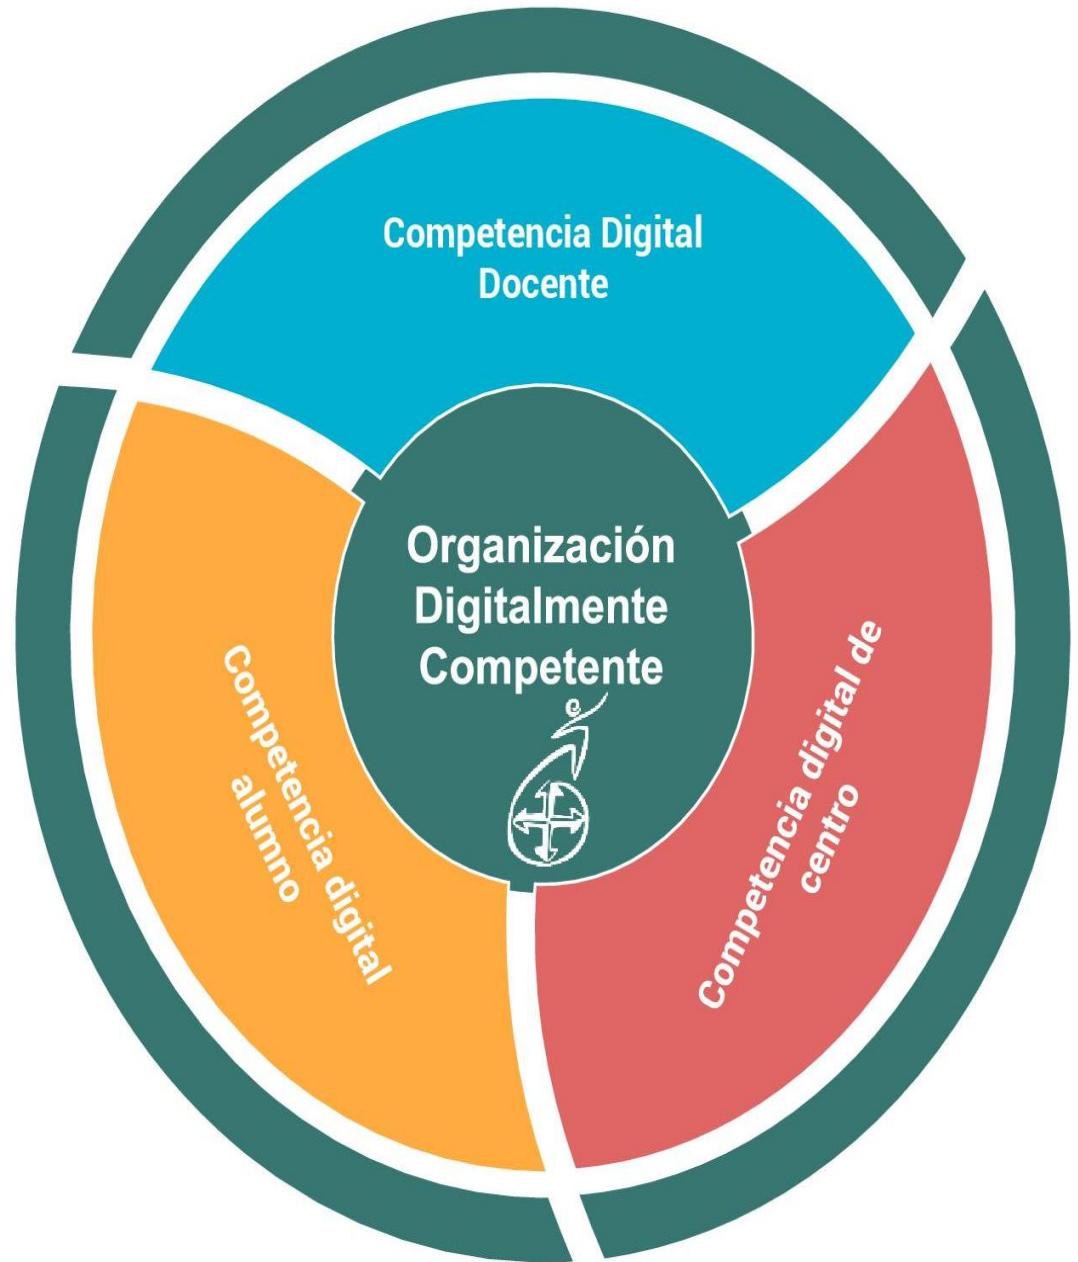 Competencia Digital
Docente
Organización
Digitalmente
Competente
Competencia digital
alumno
Competencia digital de
centro